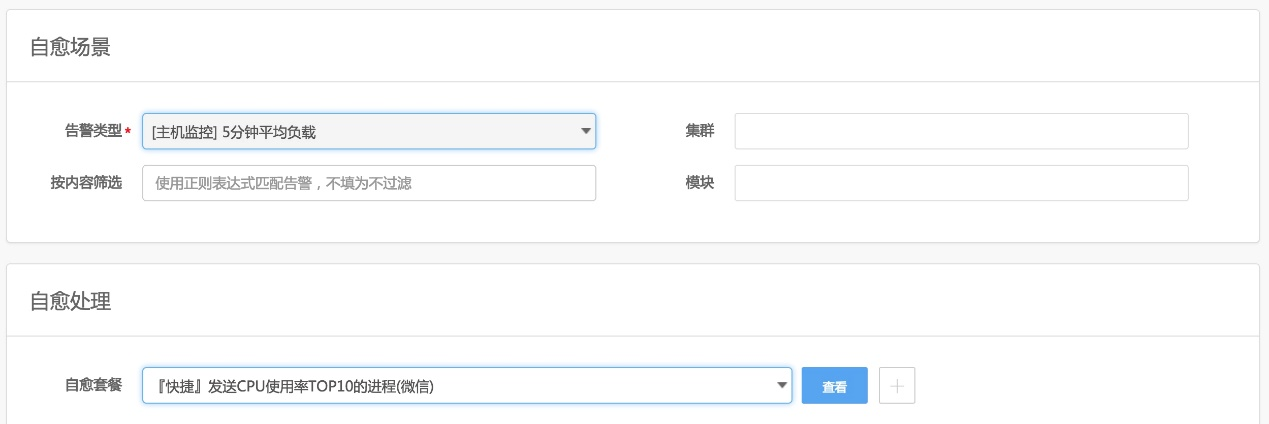 自愈场景
告警类型* [主机监控] 5分钟平均负载 集群
按内容筛选 使用正则表达式匹配告警，不填为不过滤 模块
自愈处理
自愈套餐 『快捷』发送CPU使用率TOP10的进程(微信) 查看 +